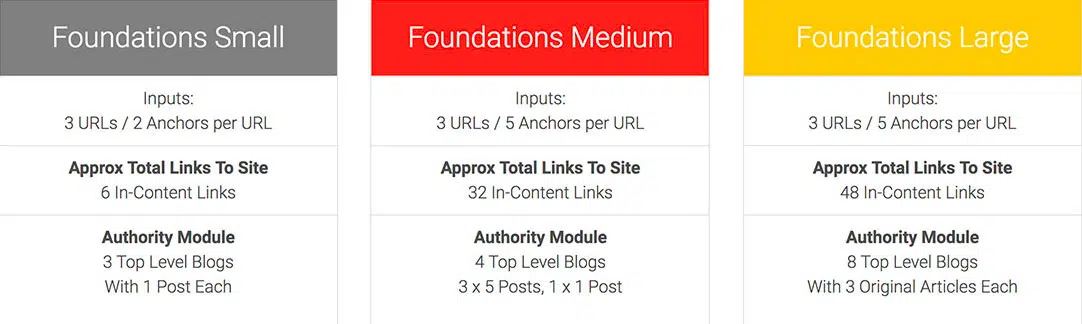 Foundations Small
Inputs:
3 URLs / 2 Anchors per URL
Approx Total Links To Site
6 In-Content Links
Authority Module
3 Top Level Blogs
With 1 Post Each
Foundations Medium
Inputs:
3 URLs / 5 Anchors per URL
Approx Total Links To Site
32 In-Content Links
Authority Module
4 Top Level Blogs
3 x 5 Posts, 1 x 1 Post
Foundations Large
Inputs:
3 URLs / 5 Anchors per URL
Approx Total Links To Site
48 In-Content Links
Authority Module
8 Top Level Blogs
With 3 Original Articles Each